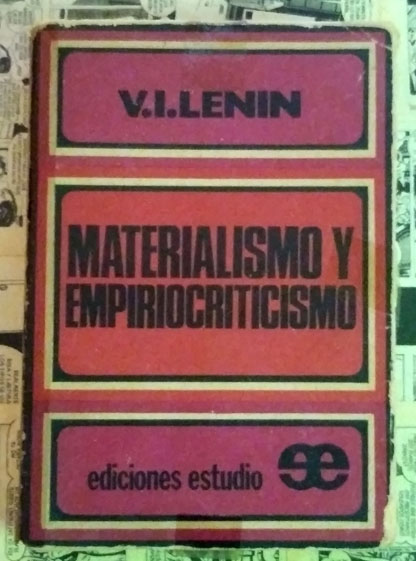 V.I.LENIN
MATERIALISMO Y
EMPIRIOCRITICISMO
ediciones estudio ee